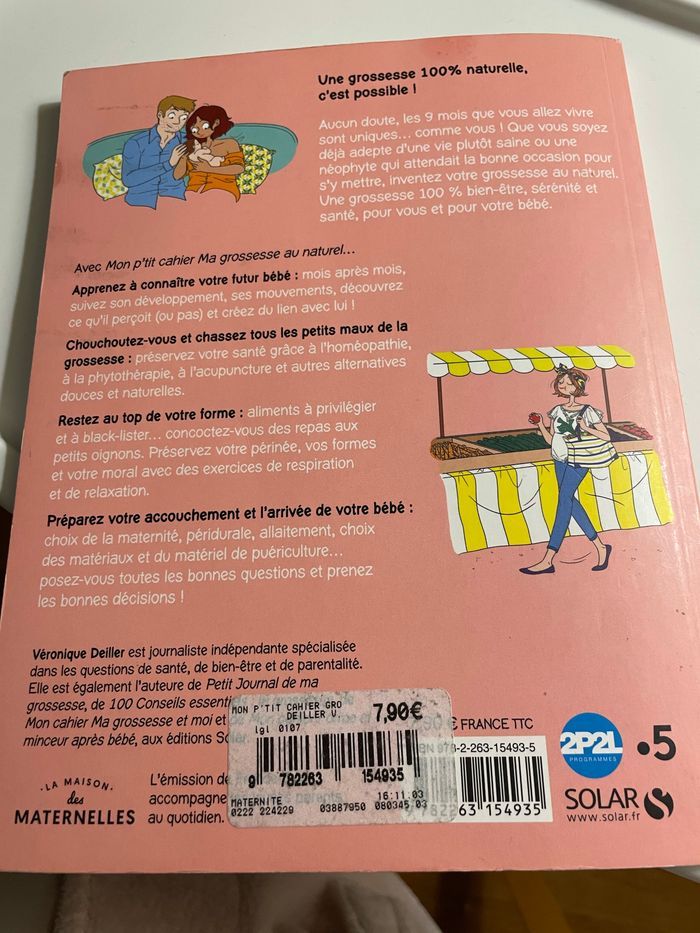 Une grossesse 100% naturelle,
c'est possible !
Aucun doute, les 9 mois que vous allez vivre
sont uniques... comme vous ! Que vous soyez
déjà adepte d'une vie plutôt saine ou une
néophyte qui attendait la bonne occasion pour
s'y mettre, inventez votre grossesse au naturel.
Une grossesse 100 % bien-être, sérénité et
santé, pour vous et pour votre bébé.
Avec Mon p'tit cahier Ma grossesse au naturel...
Apprenez à connaître votre futur bébé : mois après mois,
suivez son développement, ses mouvements, découvrez
ce qu'il perçoit (ou pas) et créez du lien avec lui !
Chouchoutez-vous et chassez tous les petits maux de la
grossesse : préservez votre santé grâce à l'homéopathie,
à la phytothérapie, à l'acupuncture et autres alternatives
douces et naturelles.
Restez au top de votre forme : aliments à privilégier
et à black-lister... concoctez-vous des repas aux
petits oignons. Préservez votre périnée, vos formes
et votre moral avec des exercices de respiration
et de relaxation.
Préparez votre accouchement et l'arrivée de votre bébé :
choix de la maternité, péridurale, allaitement, choix
des matériaux et du matériel de puériculture...
posez-vous toutes les bonnes questions et prenez
les bonnes décisions !
Véronique Deiller est journaliste indépendante spécialisée
dans les questions de santé, de bien-être et de parentalité.
Elle est également l'auteure de Petit Journal de ma
grossesse, de 100 Conseils essenti
Mon cahier Ma grossesse et moi et
minceur après bébé, aux éditions So
MON P'TIT CAHIER GRO
DEILLER V. 7,90€
lgl 0107
9 782263 154935
MATERNITE 16:11:03
0222 224229 03887950 080345 03
€ FRANCE TTC
978-2-263-15493-5
782263 154935
LA MAISON
des
MATERNELLES
L'émission de
accompagne
au quotidien.
2P2L
PROGRAMMES
5
SOLAR
www.solar.fr